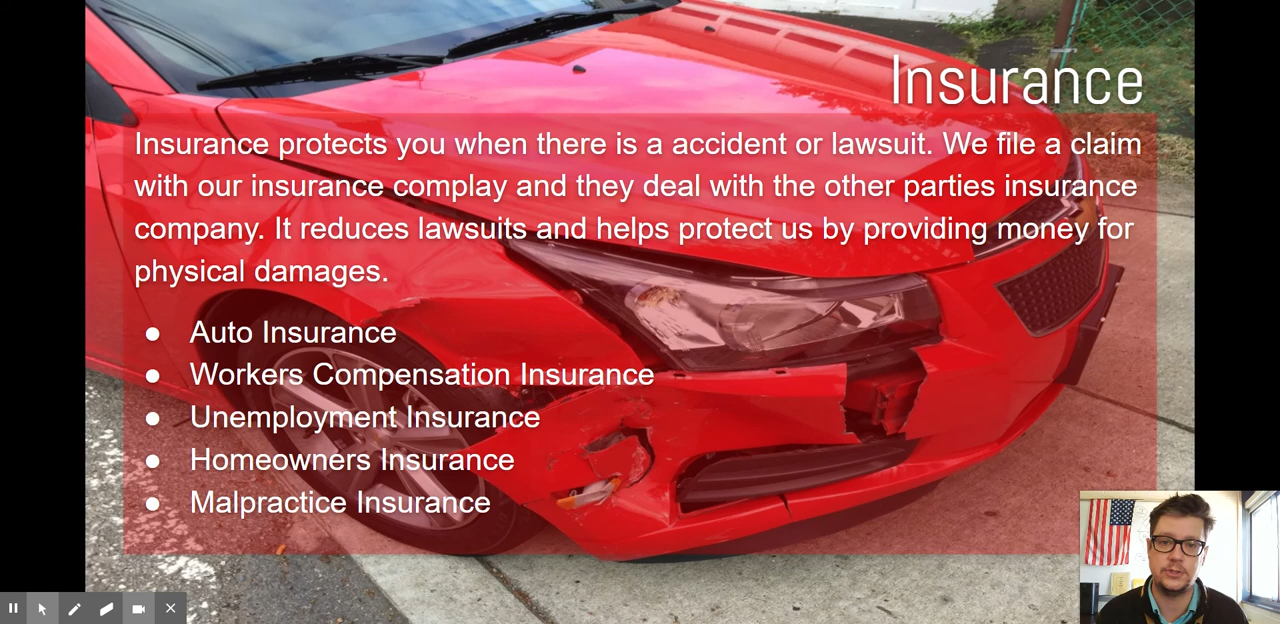 Insurance
Insurance protects you when there is a accident or lawsuit. We file a claim
with our insurance complay and they deal with the other parties insurance
company. It reduces lawsuits and helps protect us by providing money for
physical damages.
● Auto Insurance
● Workers Compensation Insurance
● Unemployment Insurance
● Homeowners Insurance
● Malpractice Insurance